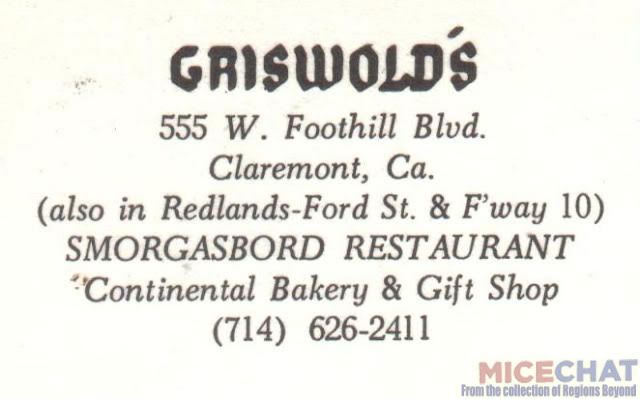 GRISWOLD'S
555 W. Foothill Blvd.
Claremont, Ca.
(also in Redlands-Ford St. & F'way 10)
SMORGASBORD RESTAURANT
Continental Bakery & Gift Shop
(714) 626-2411
MICECHAT
From the collection of Regions Beyond